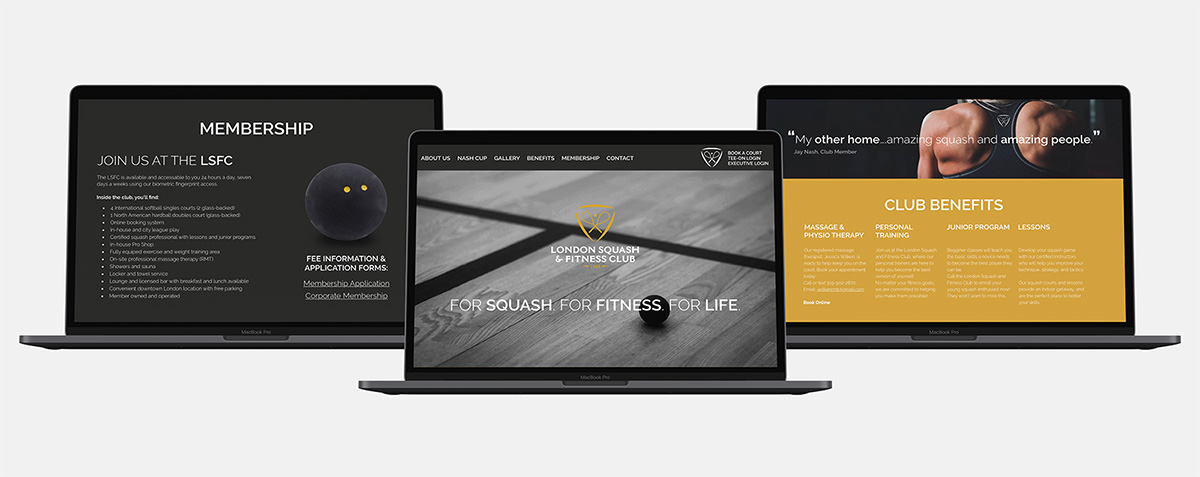 MEMBERSHIP
JOIN US AT THE LSFC
The LSFC is available and accessable to you 24 hours a day, seven
days a weeks using our biometric fingerprint access.
Inside the club, you'll find:
• 4 International softball singles courts (2 glass-backed)
• 1 North American hardball doubles court (glass-backed)
• Online booking system
• In-house and city league play
• Certified squash professional with lessons and junior programs
• In-house Pro Shop
• Fully equiped exercise and weight training area
• On-site professional massage therapy (RMT)
• Showers and sauna
• Locker and towel service
• Lounge and licensed bar with breakfast and lunch available
• Convenient downtown London location with free parking
• Member owned and operated
FEE INFORMATION &
APPLICATION FORMS:
Membership Application
Corporate Membership
MacBook Pro
ABOUT US NASH CUP GALLERY BENEFITS MEMBERSHIP CONTACT
BOOK A COURT
TEE-ON LOGIN
EXECUTIVE LOGIN
LONDON SQUASH
& FITNESS CLUB
FOR SQUASH. FOR FITNESS. FOR LIFE.
MacBook Pro
“My other home...amazing squash and amazing people.”
Jay Nash, Club Member
CLUB BENEFITS
MASSAGE &
PHYSIO THERAPY
Our registered massage
therapist, Jessica Wilken, is
ready to help keep you on the
court. Book your appointment
today!
Call or text
Email:
Book Online
PERSONAL
TRAINING
Join us at the London Squash
and Fitness Club, where our
personal trainers are here to
help you become the best
version of yourself!
No matter your fitness goals,
we are committed to helping
you make them possible!
JUNIOR PROGRAM
Begginer classes will teach you
the basic skills a novice needs
to become the best player they
can be.
Call the London Squash and
Fitness Club to enroll your
young squash enthusiast now!
They won't want to miss this.
LESSONS
Develop your squash game
with our certified instructors
who will help you improve your
technique, strategy, and tactics.
Our squash courts and lessons
provide an indoor getaway, and
are the perfect place to better
your skills.
MacBook Pro